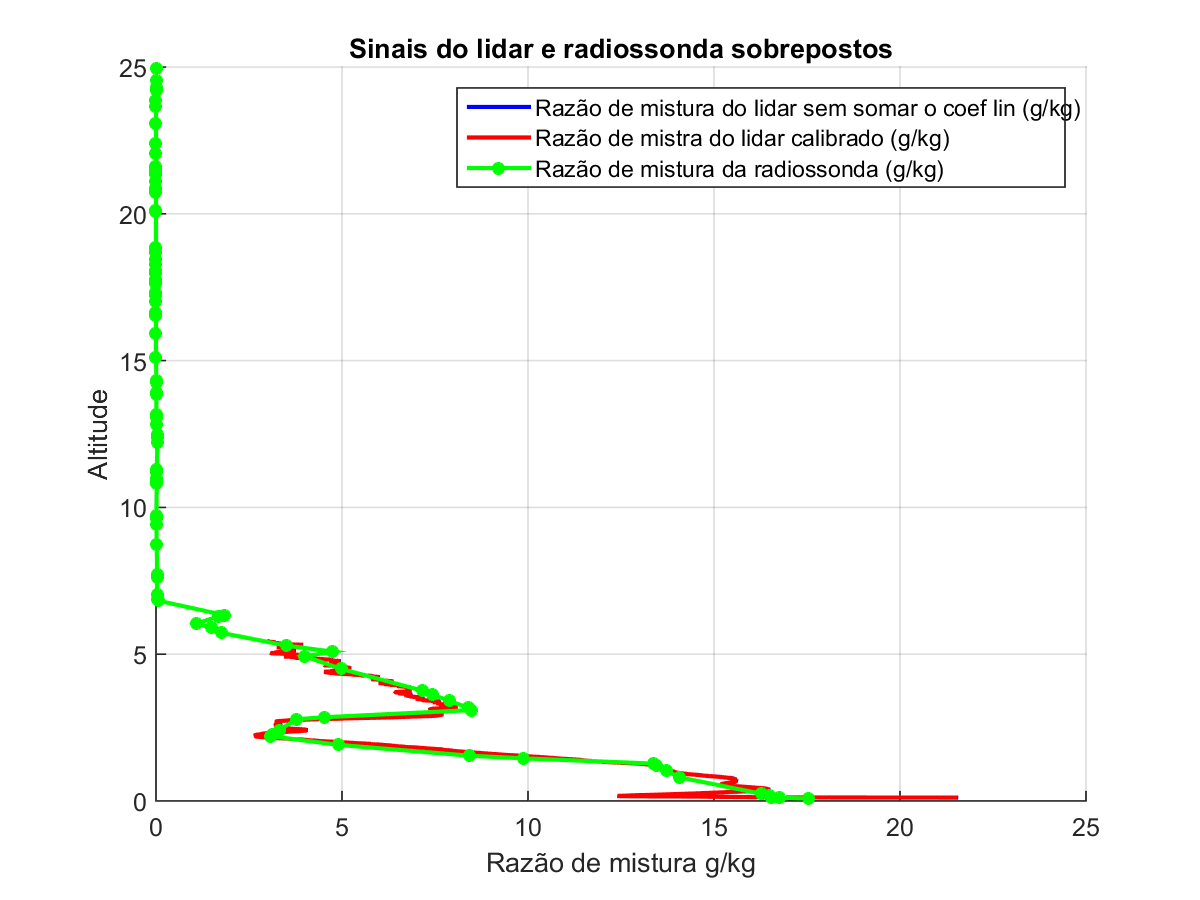 Sinais do lidar e radiossonda sobrepostos
Razão de mistura do lidar sem somar o coef lin (g/kg)
Razão de mistra do lidar calibrado (g/kg)
Razão de mistura da radiossonda (g/kg)
Altitude
25
20
15
10
5
0
0 5 10 15 20 25
Razão de mistura g/kg